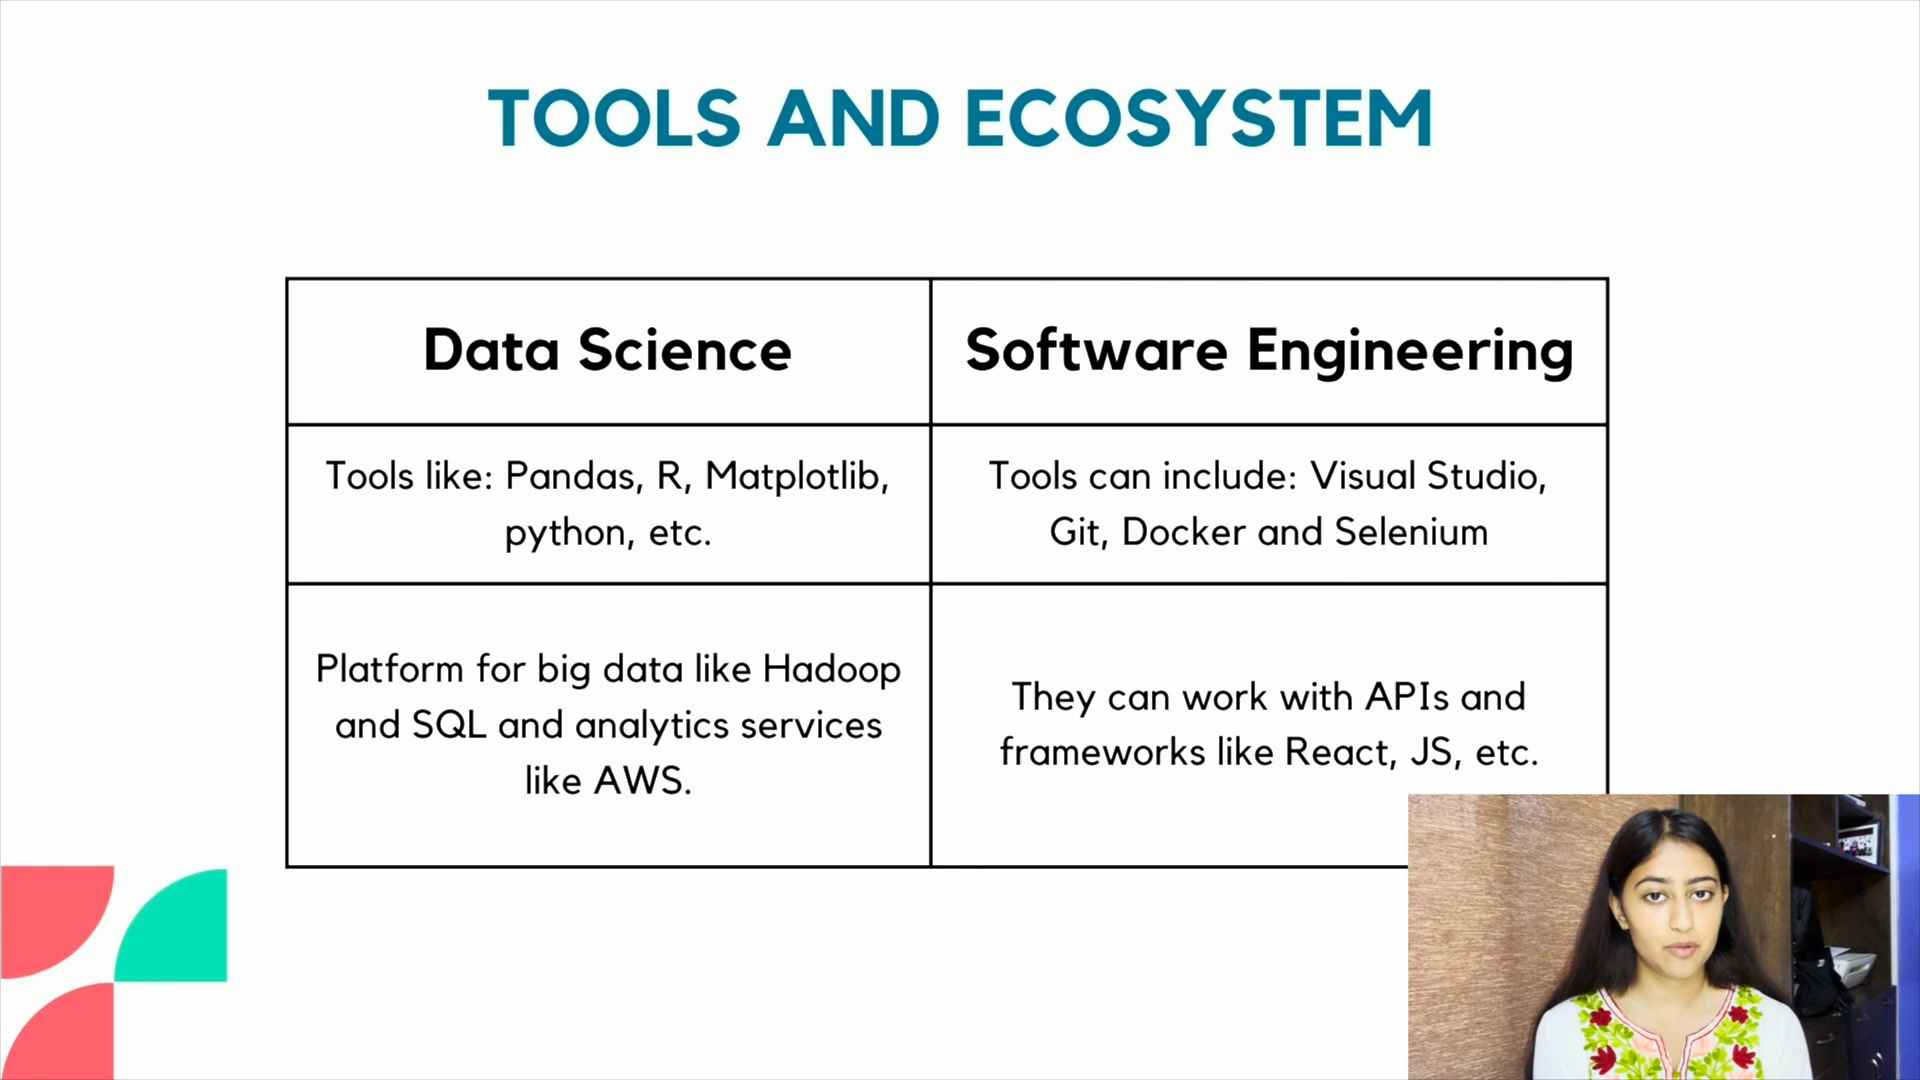 TOOLS AND ECOSYSTEM
Data Science
Software Engineering
Tools like: Pandas, R, Matplotlib,
python, etc.
Tools can include: Visual Studio,
Git, Docker and Selenium
Platform for big data like Hadoop
and SQL and analytics services
like AWS.
They can work with APIs and
frameworks like React, JS, etc.